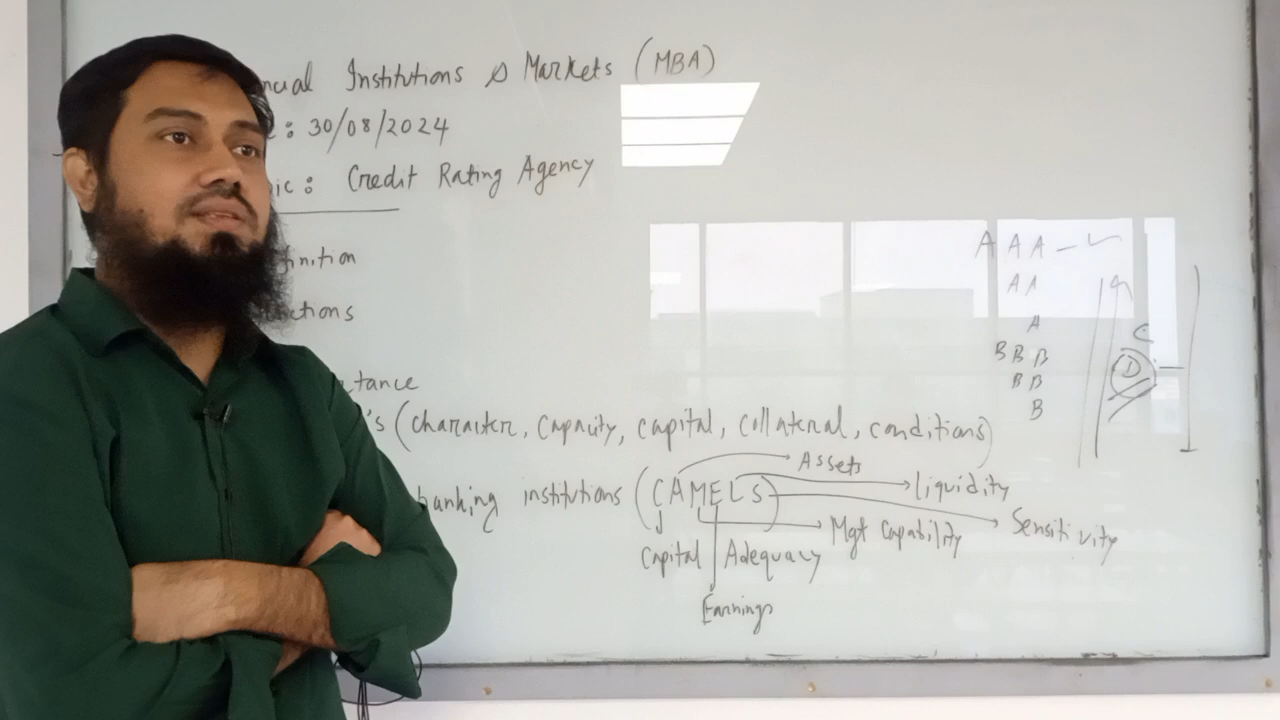 ncial Institutions & Markets (MBA)
e : 30/08/2024
pic : Credit Rating Agency
finition
ctions
tance
's (character, capacity, capital, collateral, conditions)
banking institutions (CAMELS)
Assets
liquidity
Sensitivity
Mgt Capability
Capital Adequacy
Earnings
AAA - ✓
AA
A
BBB
BB
B
C
D